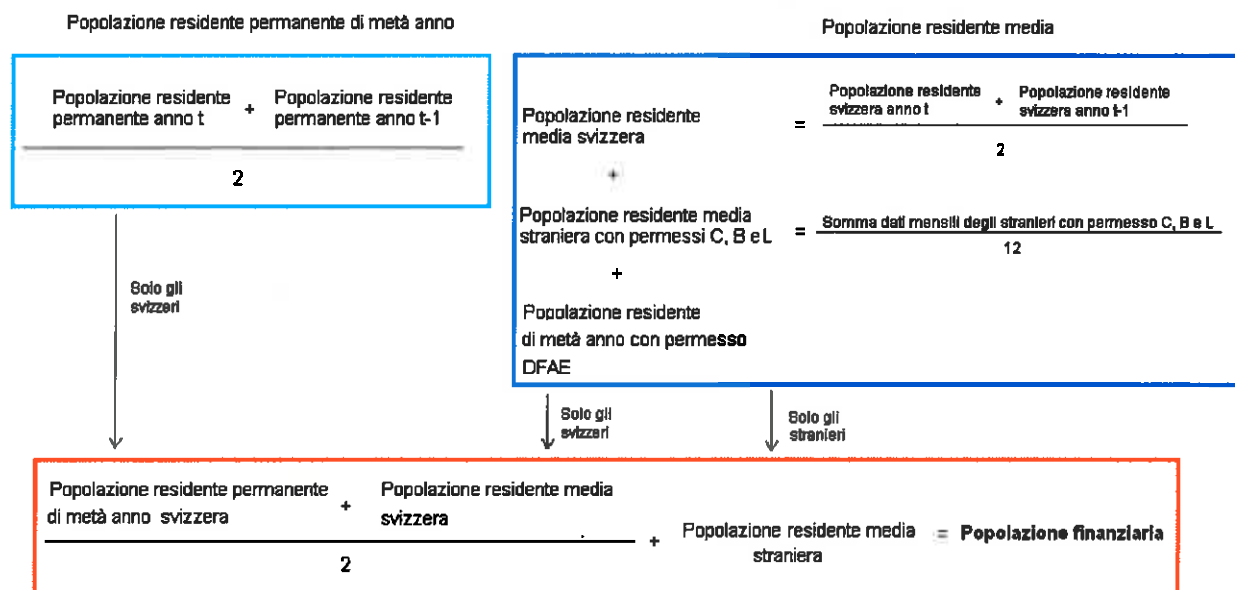 Popolazione residente permanente di metà anno
Popolazione residente + Popolazione residente
permanente anno t permanente anno t-1
2
Solo gli
svizzeri
Popolazione residente media
Popolazione residente
media svizzera
=
Popolazione residente + Popolazione residente
svizzera anno t svizzera anno t-1
2
+
Popolazione residente media
straniera con permessi C, B e L
=
Somma dati mensili degli stranieri con permesso C, B e L
12
+
Popolazione residente
di metà anno con permesso
DFAE
Solo gli
svizzeri
Solo gli
stranieri
Popolazione residente permanente + Popolazione residente media
di metà anno svizzera svizzera
2
+ Popolazione residente media = Popolazione finanziaria
straniera